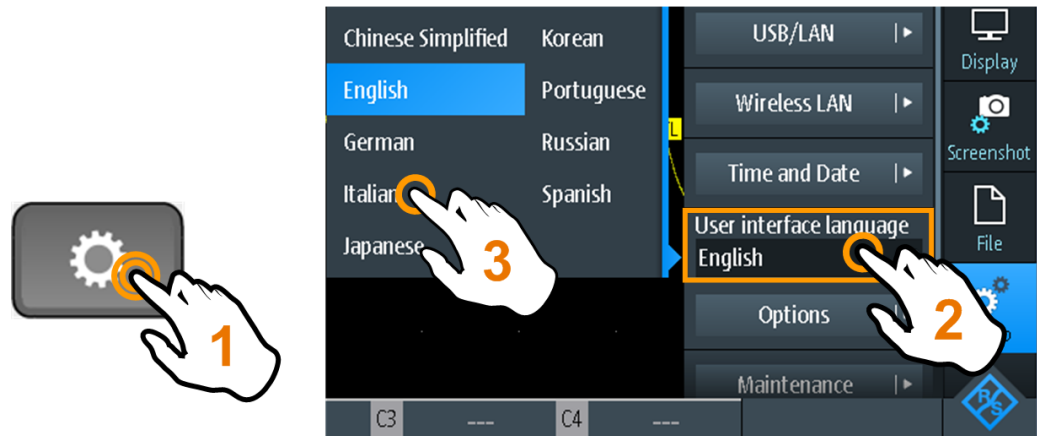 Chinese Simplified
English
German
Italian
Japanese
Korean
Portuguese
Russian
Spanish
USB/LAN
Wireless LAN
Time and Date
User interface language
English
Options
Maintenance
Display
Screenshot
File
1
2
3
C3 ---
C4 ---
R&S